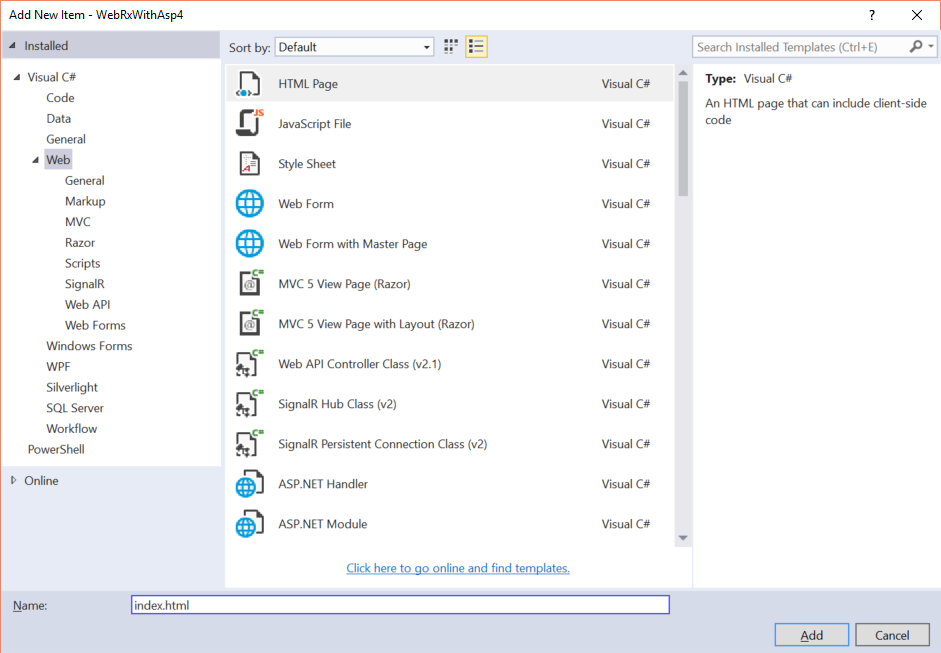 Add New Item - WebRxWithAsp4
?
Installed
Sort by: Default
Search Installed Templates (Ctrl+E)
Visual C#
Code
Data
General
Web
General
Markup
MVC
Razor
Scripts
SignalR
Web API
Web Forms
Windows Forms
WPF
Silverlight
SQL Server
Workflow
PowerShell
Online
HTML Page Visual C#
JS
JavaScript File Visual C#
A
Style Sheet Visual C#
Web Form Visual C#
Web Form with Master Page Visual C#
C#
@
MVC 5 View Page (Razor) Visual C#
C#
@
MVC 5 View Page with Layout (Razor) Visual C#
C#
Web API Controller Class (v2.1) Visual C#
C#
SignalR Hub Class (v2) Visual C#
C#
SignalR Persistent Connection Class (v2) Visual C#
ASP.NET Handler Visual C#
ASP.NET Module Visual C#
Click here to go online and find templates.
Type: Visual C#
An HTML page that can include client-side
code
Name: index.html
Add
Cancel